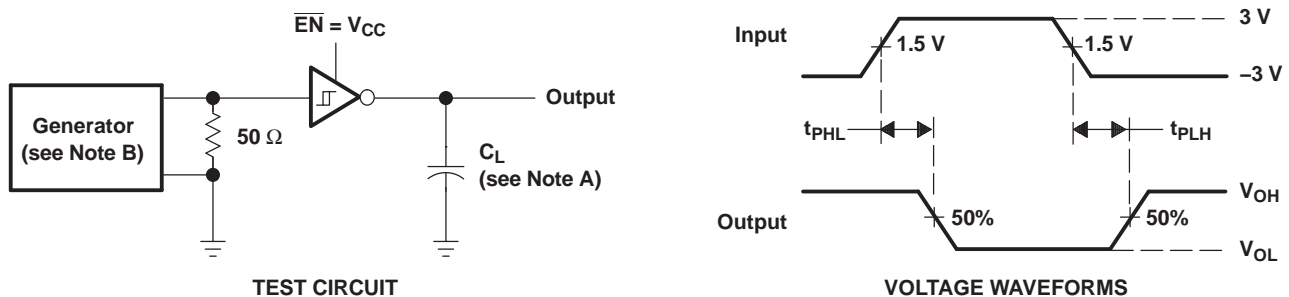 EN = VCC
Generator
(see Note B)
50 Ω
Output
CL
(see Note A)
TEST CIRCUIT
Input
3 V
1.5 V
1.5 V
–3 V
tPHL
tPLH
Output
VOH
50%
50%
VOL
VOLTAGE WAVEFORMS